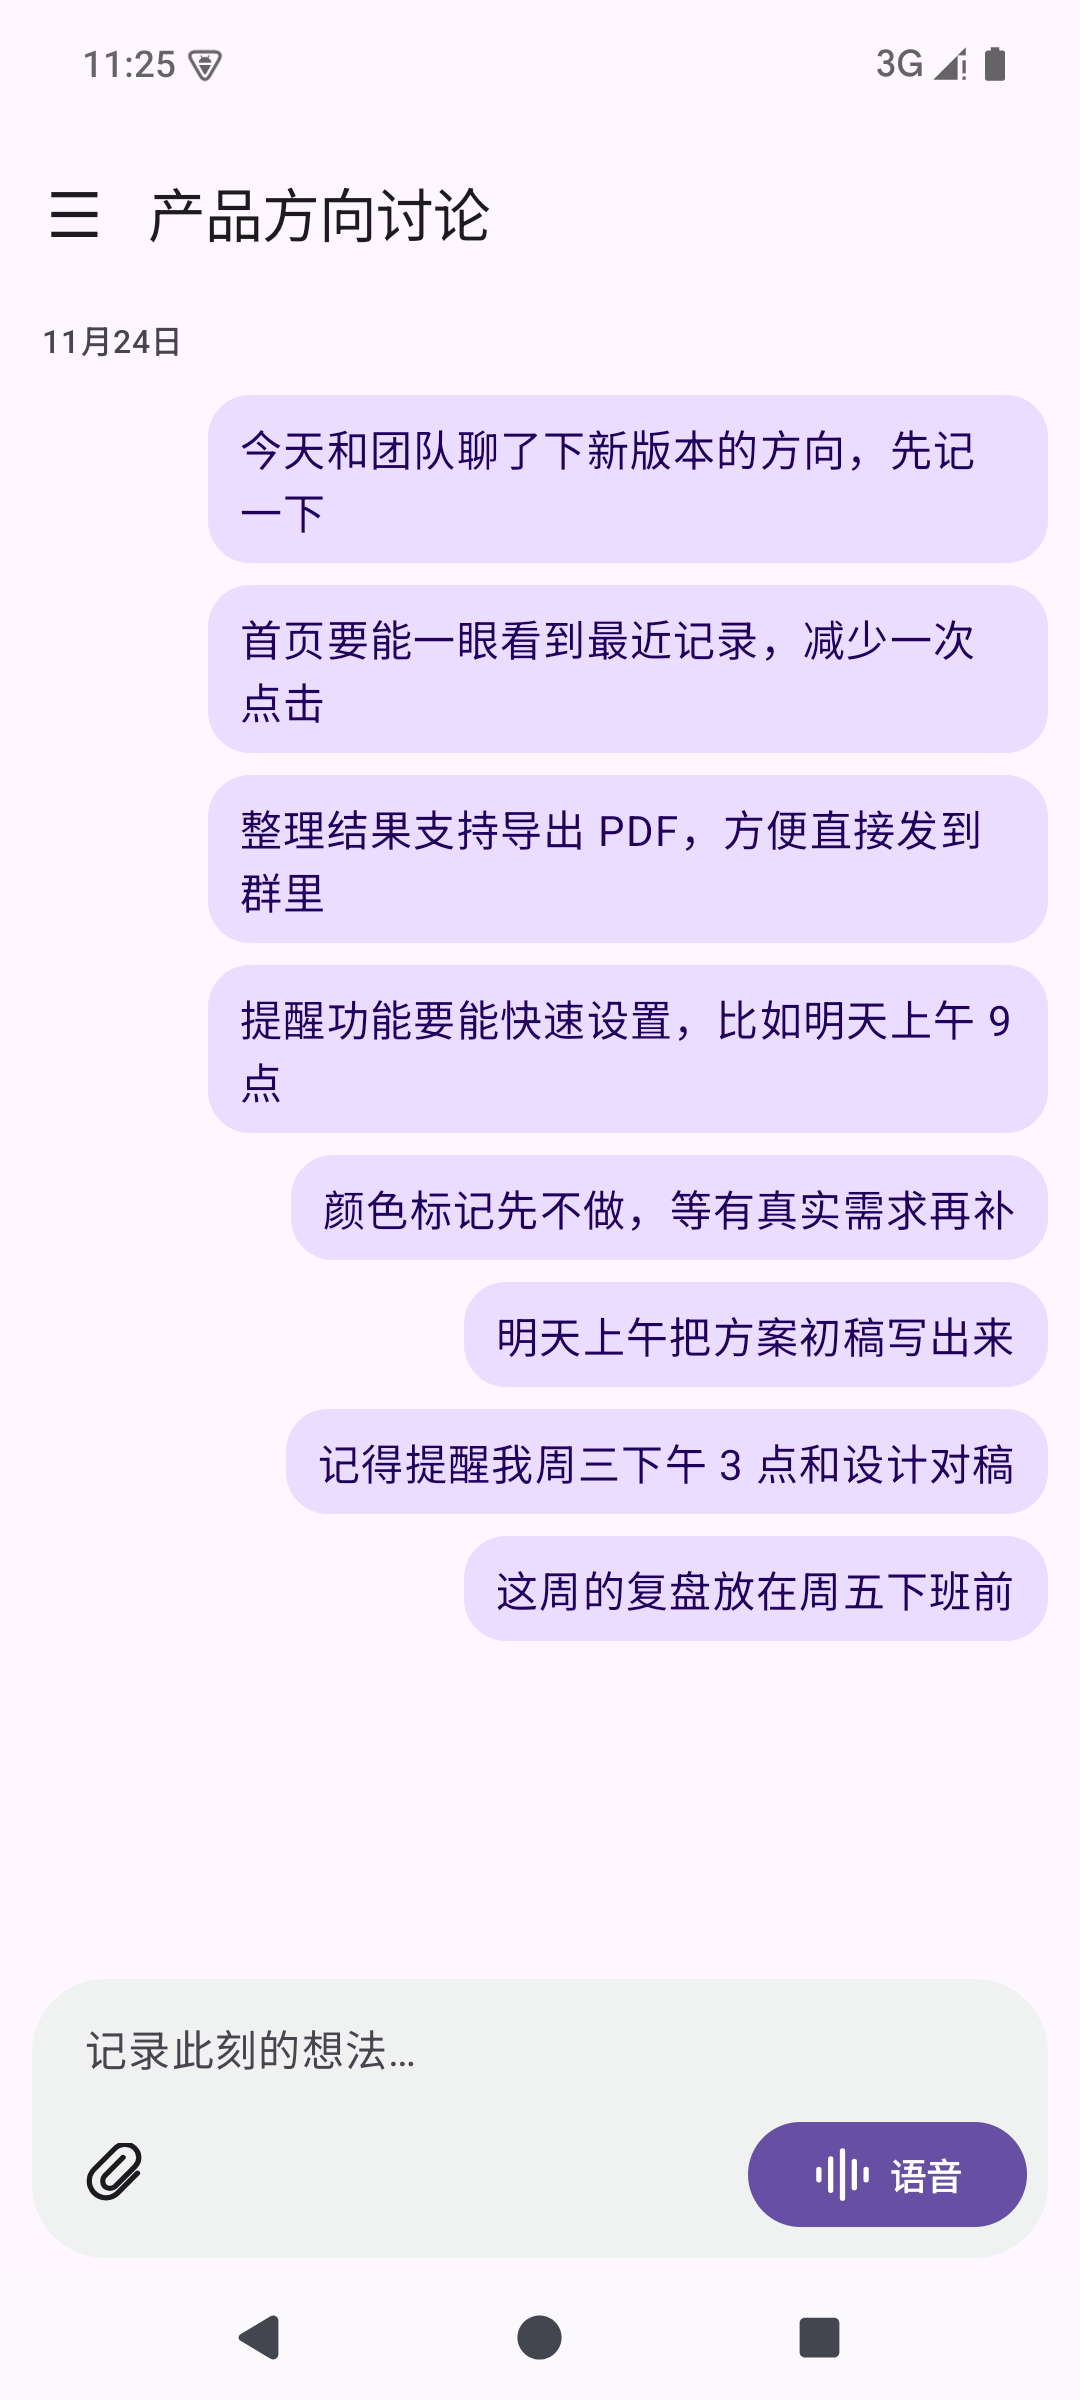 11:25
3G
产品方向讨论
11月24日
今天和团队聊了下新版本的方向，先记
一下
首页要能一眼看到最近记录，减少一次
点击
整理结果支持导出 PDF，方便直接发到
群里
提醒功能要能快速设置，比如明天上午 9
点
颜色标记先不做，等有真实需求再补
明天上午把方案初稿写出来
记得提醒我周三下午 3 点和设计对稿
这周的复盘放在周五下班前
记录此刻的想法...
语音